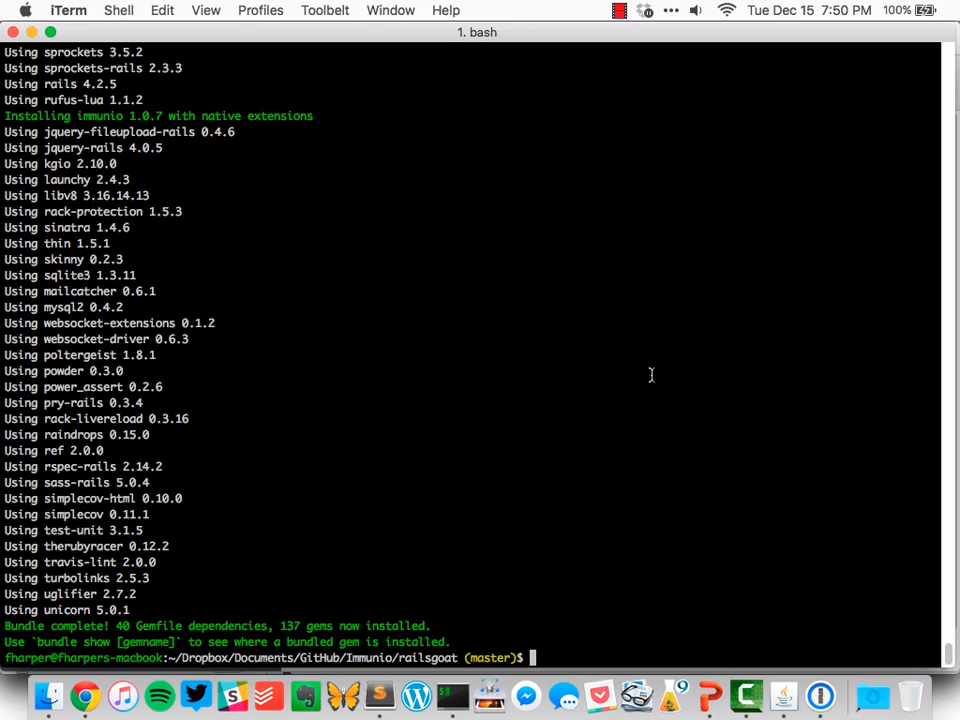 iTerm Shell Edit View Profiles Toolbelt Window Help Tue Dec 15 7:50 PM 100%
1. bash
Using sprockets 3.5.2
Using sprockets-rails 2.3.3
Using rails 4.2.5
Using rufus-lua 1.1.2
Installing immunio 1.0.7 with native extensions
Using jquery-fileupload-rails 0.4.6
Using jquery-rails 4.0.5
Using kgio 2.10.0
Using launchy 2.4.3
Using libv8 3.16.14.13
Using rack-protection 1.5.3
Using sinatra 1.4.6
Using thin 1.5.1
Using skinny 0.2.3
Using sqlite3 1.3.11
Using mailcatcher 0.6.1
Using mysql2 0.4.2
Using websocket-extensions 0.1.2
Using websocket-driver 0.6.3
Using poltergeist 1.8.1
Using powder 0.3.0
Using power_assert 0.2.6
Using pry-rails 0.3.4
Using rack-livereload 0.3.16
Using raindrops 0.15.0
Using ref 2.0.0
Using rspec-rails 2.14.2
Using sass-rails 5.0.4
Using simplecov-html 0.10.0
Using simplecov 0.11.1
Using test-unit 3.1.5
Using therubyracer 0.12.2
Using travis-lint 2.0.0
Using turbolinks 2.5.3
Using uglifier 2.7.2
Using unicorn 5.0.1
Bundle complete! 40 Gemfile dependencies, 137 gems now installed.
Use `bundle show [gemname]` to see where a bundled gem is installed.
fharper@fharpers-macbook:~/Dropbox/Documents/GitHub/Immunio/railsgoat (master)$
9